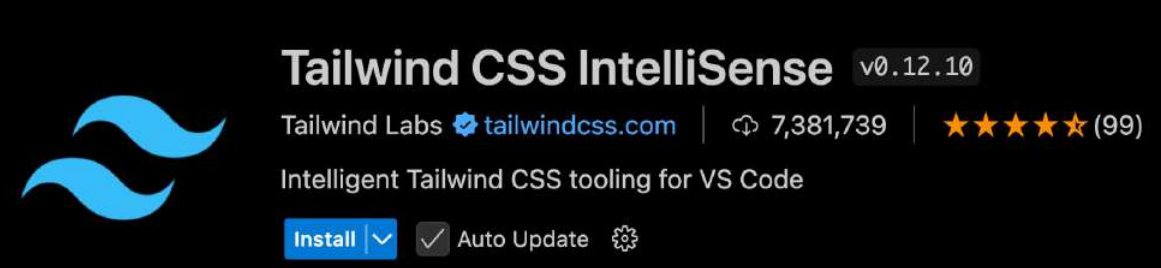 Tailwind CSS IntelliSense v0.12.10
Tailwind Labs tailwindcss.com 7,381,739 (99)
Intelligent Tailwind CSS tooling for VS Code
Install Auto Update